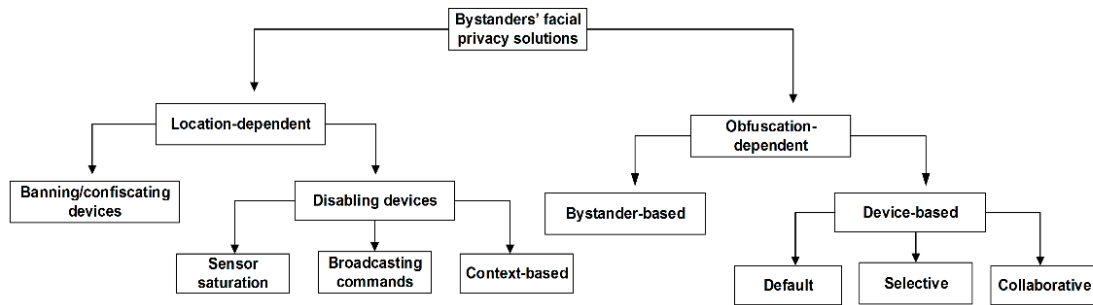 Bystanders' facial
privacy solutions
Location-dependent
Obfuscation-
dependent
Banning/confiscating
devices
Disabling devices
Bystander-based
Device-based
Sensor
saturation
Broadcasting
commands
Context-based
Default
Selective
Collaborative